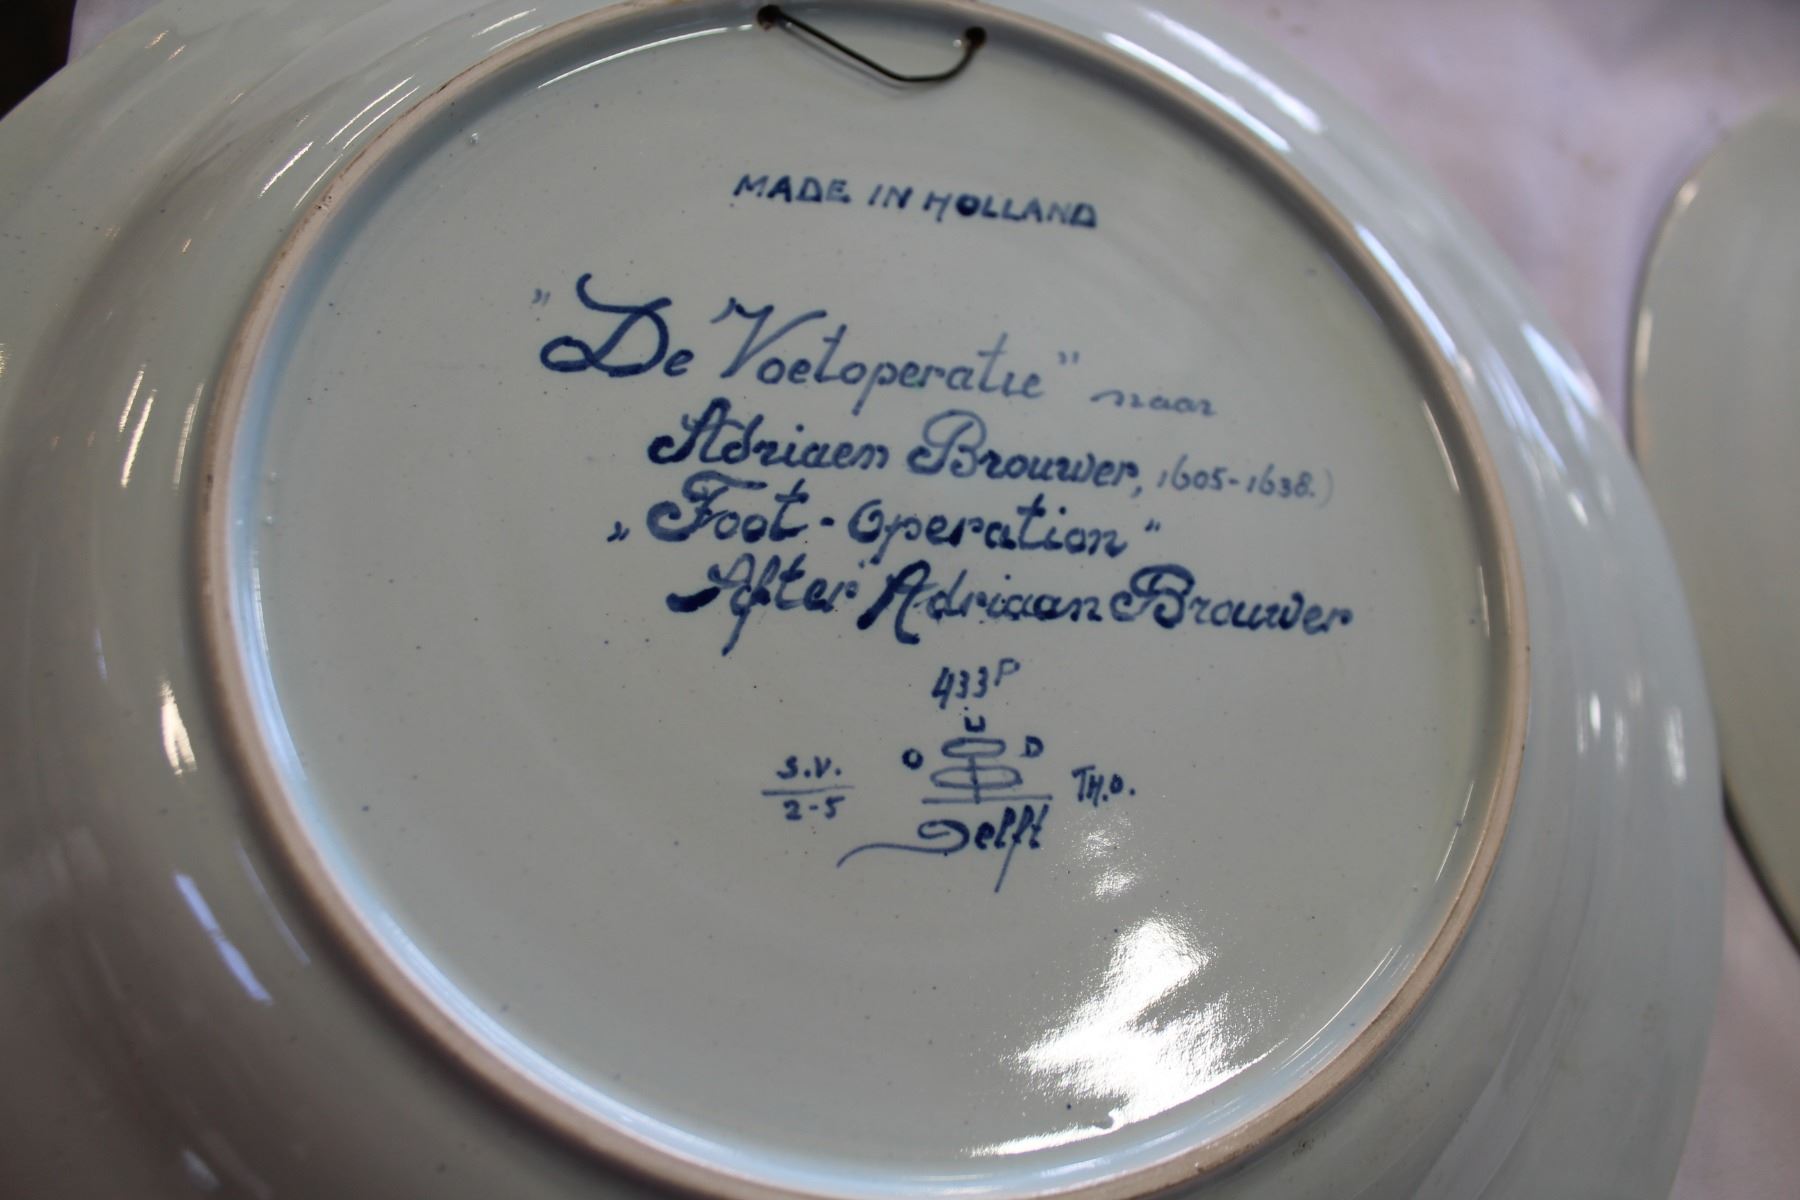 MADE IN HOLLAND
"De Voetoperatie" naar
Adriaen Brouwer, 1605-1638.)
„Foot-operation"
After Adriaan Brouwer
433P
U
O D
S.V. TH.O.
2-5
Delft